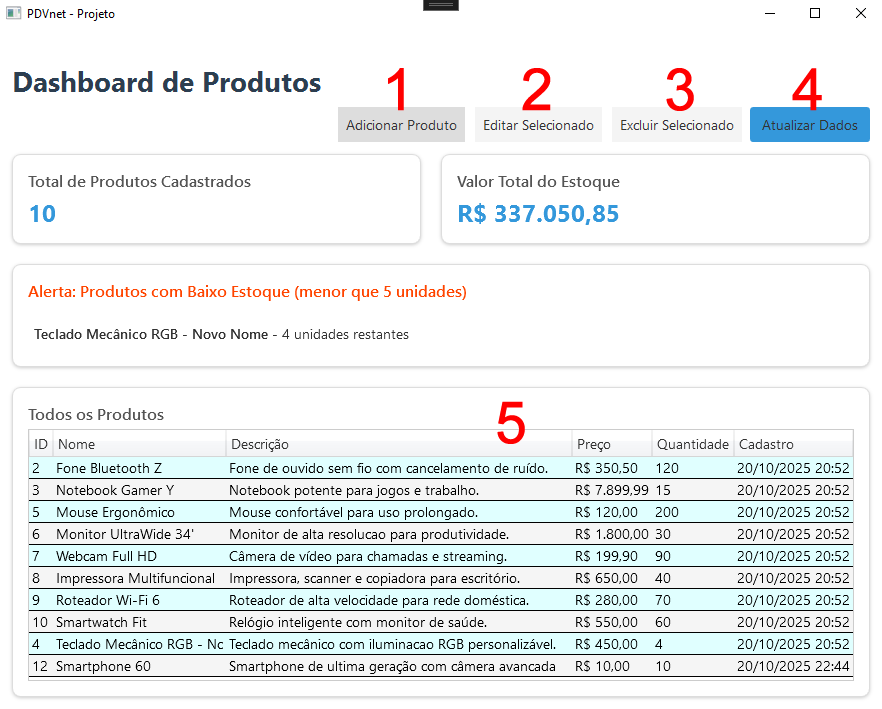 PDVnet - Projeto
Dashboard de Produtos
1 2 3 4
Adicionar Produto Editar Selecionado Excluir Selecionado Atualizar Dados
Total de Produtos Cadastrados
10
Valor Total do Estoque
R$ 337.050,85
Alerta: Produtos com Baixo Estoque (menor que 5 unidades)
Teclado Mecânico RGB - Novo Nome - 4 unidades restantes
5
Todos os Produtos
ID Nome Descrição Preço Quantidade Cadastro
2 Fone Bluetooth Z Fone de ouvido sem fio com cancelamento de ruído. R$ 350,50 120 20/10/2025 20:52
3 Notebook Gamer Y Notebook potente para jogos e trabalho. R$ 7.899,99 15 20/10/2025 20:52
5 Mouse Ergonômico Mouse confortável para uso prolongado. R$ 120,00 200 20/10/2025 20:52
6 Monitor UltraWide 34' Monitor de alta resolucao para produtividade. R$ 1.800,00 30 20/10/2025 20:52
7 Webcam Full HD Câmera de vídeo para chamadas e streaming. R$ 199,90 90 20/10/2025 20:52
8 Impressora Multifuncional Impressora, scanner e copiadora para escritório. R$ 650,00 40 20/10/2025 20:52
9 Roteador Wi-Fi 6 Roteador de alta velocidade para rede doméstica. R$ 280,00 70 20/10/2025 20:52
10 Smartwatch Fit Relógio inteligente com monitor de saúde. R$ 550,00 60 20/10/2025 20:52
4 Teclado Mecânico RGB - Nc Teclado mecânico com iluminacao RGB personalizável. R$ 450,00 4 20/10/2025 20:52
12 Smartphone 60 Smartphone de ultima geração com câmera avancada R$ 10,00 10 20/10/2025 22:44